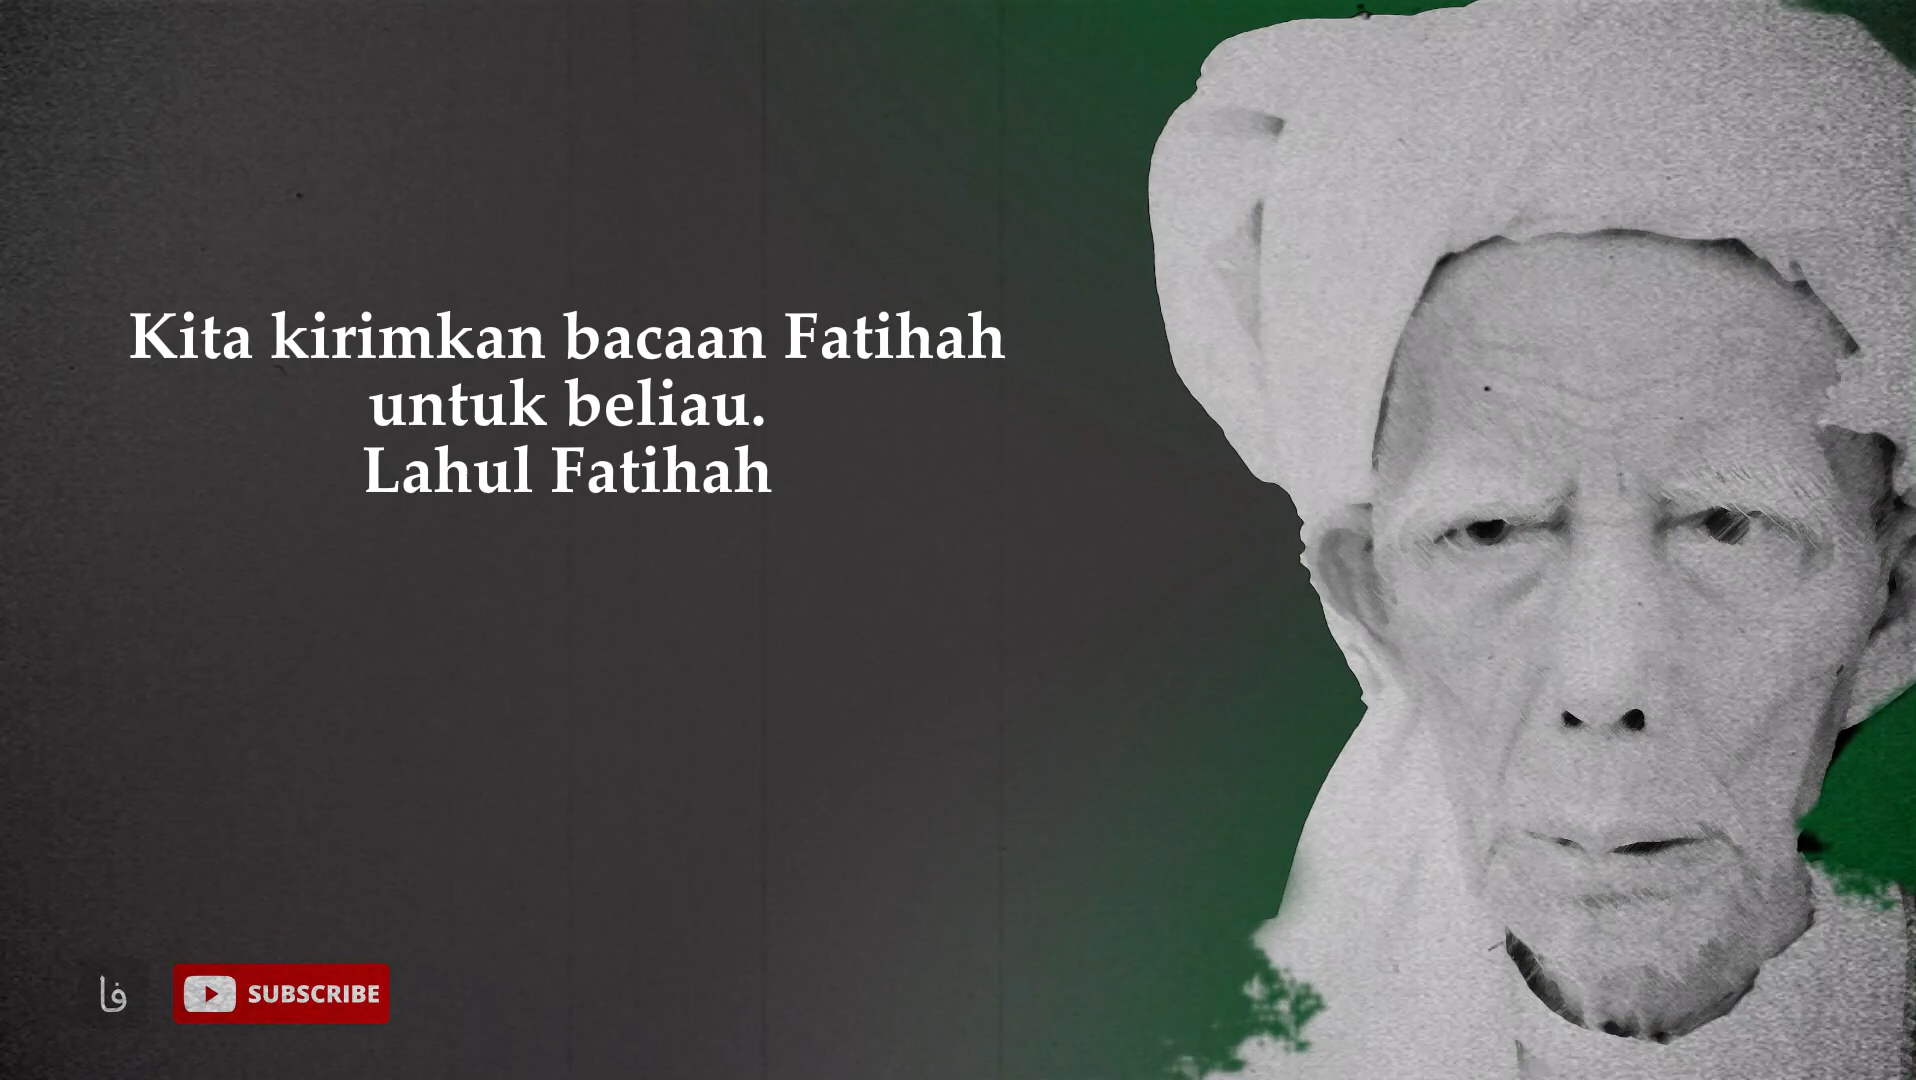 Kita kirimkan bacaan Fatihah
untuk beliau.
Lahul Fatihah
فا
SUBSCRIBE